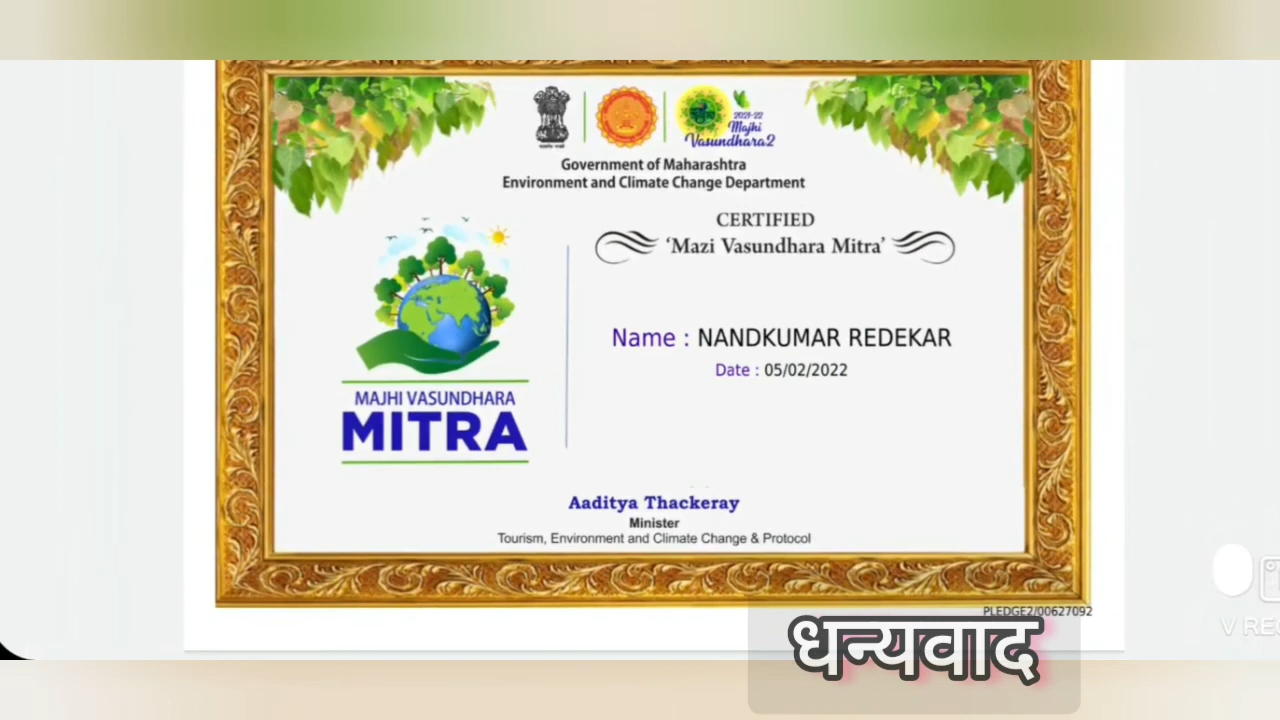 2021-22
Majhi
Vasundhara2
Government of Maharashtra
Environment and Climate Change Department
CERTIFIED
‘Mazi Vasundhara Mitra’
Name : NANDKUMAR REDEKAR
Date : 05/02/2022
MAJHI VASUNDHARA
MITRA
Aaditya Thackeray
Minister
Tourism, Environment and Climate Change & Protocol
PLEDGE2/00627092
धन्यवाद
V REC